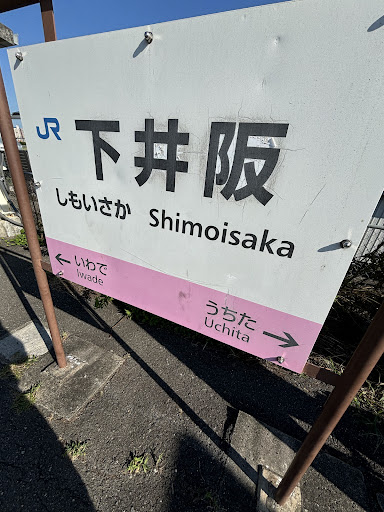 JR 下井阪
しもいさか Shimoisaka
← いわで
Iwade
うちた →
Uchita